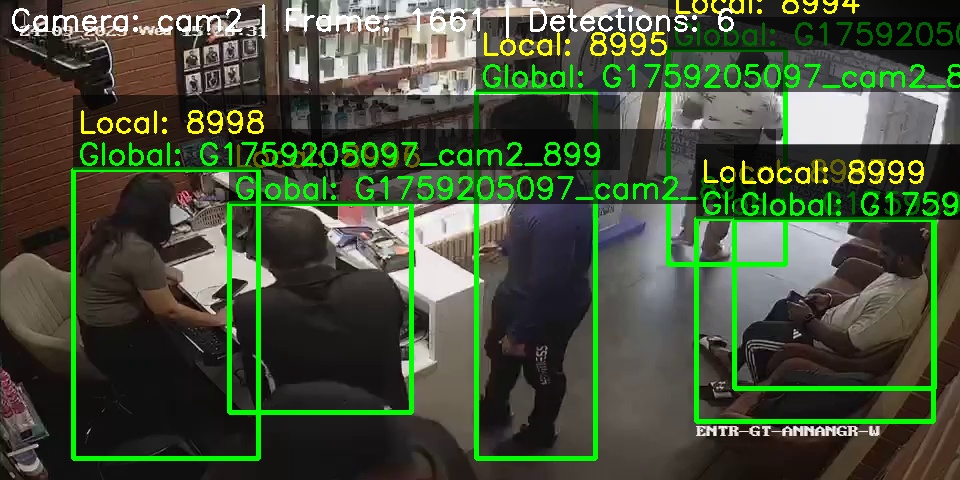 Camera: cam2 | Frame: 1661 | Detections: 6
Local: 8994
Local: 8995
Global: G1759205097_cam2_8
Local: 8998
Global: G1759205097_cam2_899
Global: G1759205097_cam2_
Local: 8999
Global: G1759
ENTR-GT-ANNANGR-W